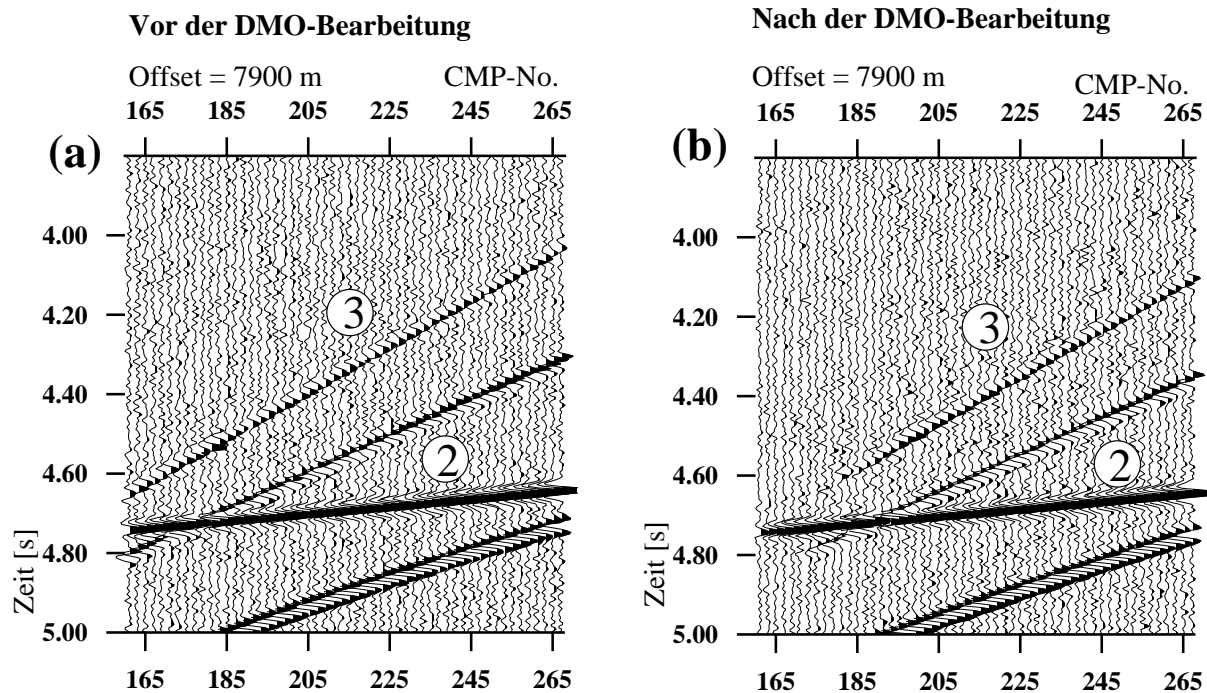 Vor der DMO-Bearbeitung
Offset = 7900 m CMP-No.
165 185 205 225 245 265
(a)
4.00
4.20
4.40
4.60
4.80
5.00
Zeit [s]
3
2
165 185 205 225 245 265
Nach der DMO-Bearbeitung
Offset = 7900 m CMP-No.
165 185 205 225 245 265
(b)
4.00
4.20
4.40
4.60
4.80
5.00
Zeit [s]
3
2
165 185 205 225 245 265